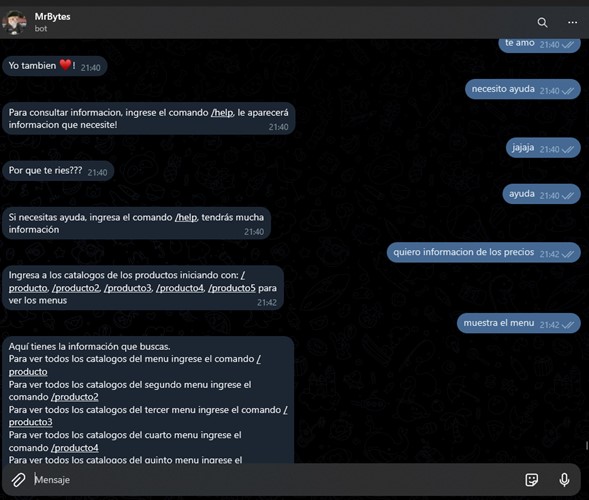 MrBytes
bot
te amo 21:40
Yo tambien ❤️! 21:40
necesito ayuda 21:40
Para consultar informacion, ingrese el comando /help, le aparecerá
informacion que necesite!
21:40
jajaja 21:40
Por que te ries??? 21:40
ayuda 21:40
Si necesitas ayuda, ingresa el comando /help, tendrás mucha
información
21:40
quiero informacion de los precios 21:42
Ingresa a los catalogos de los productos iniciando con: /
producto, /producto2, /producto3, /producto4, /producto5 para
ver los menus
21:42
muestra el menu 21:42
Aquí tienes la información que buscas.
Para ver todos los catalogos del menu ingrese el comando /
producto
Para ver todos los catalogos del segundo menu ingrese el
comando /producto2
Para ver todos los catalogos del tercer menu ingrese el comando /
producto3
Para ver todos los catalogos del cuarto menu ingrese el
comando /producto4
Para ver todos los catalogos del quinto menu ingrese el
Mensaje